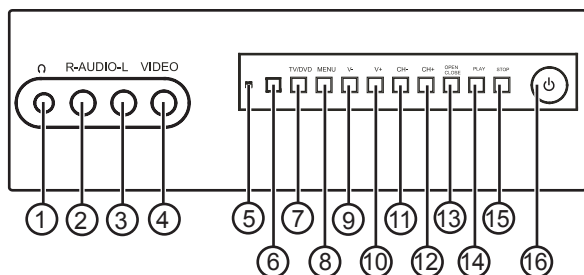 R-AUDIO-L VIDEO
TV/DVD MENU V- V+ CH- CH+ OPEN CLOSE PLAY STOP
1 2 3 4 5 6 7 8 9 10 11 12 13 14 15 16